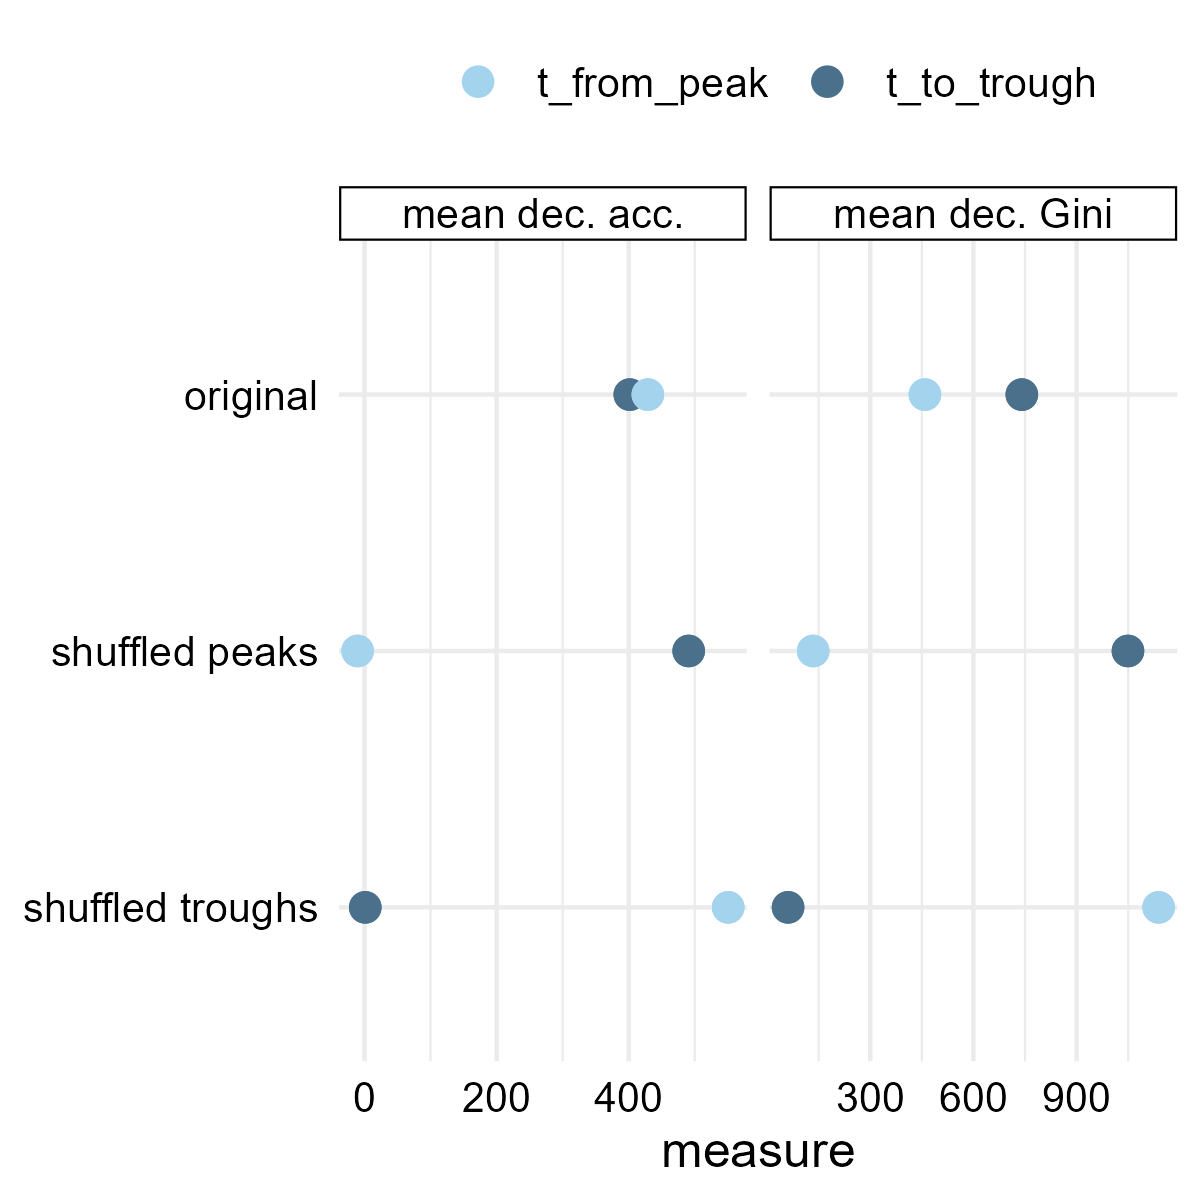 t_from_peak t_to_trough
mean dec. acc. mean dec. Gini
original
shuffled peaks
shuffled troughs
0 200 400 300 600 900
measure